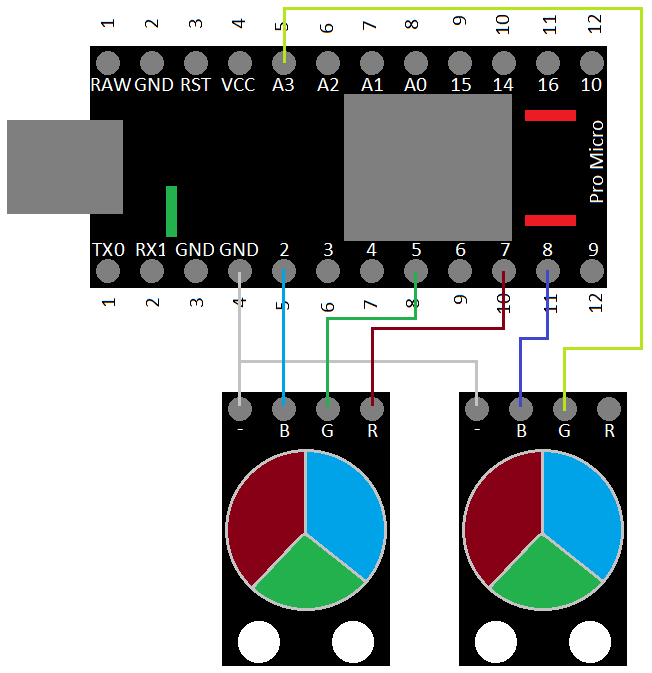 1 2 3 4 5 6 7 8 9 10 11 12
RAW GND RST VCC A3 A2 A1 A0 15 14 16 10
Pro Micro
TX0 RX1 GND GND 2 3 4 5 6 7 8 9
1 2 3 4 5 6 7 8 9 10 11 12
- B G R
- B G R